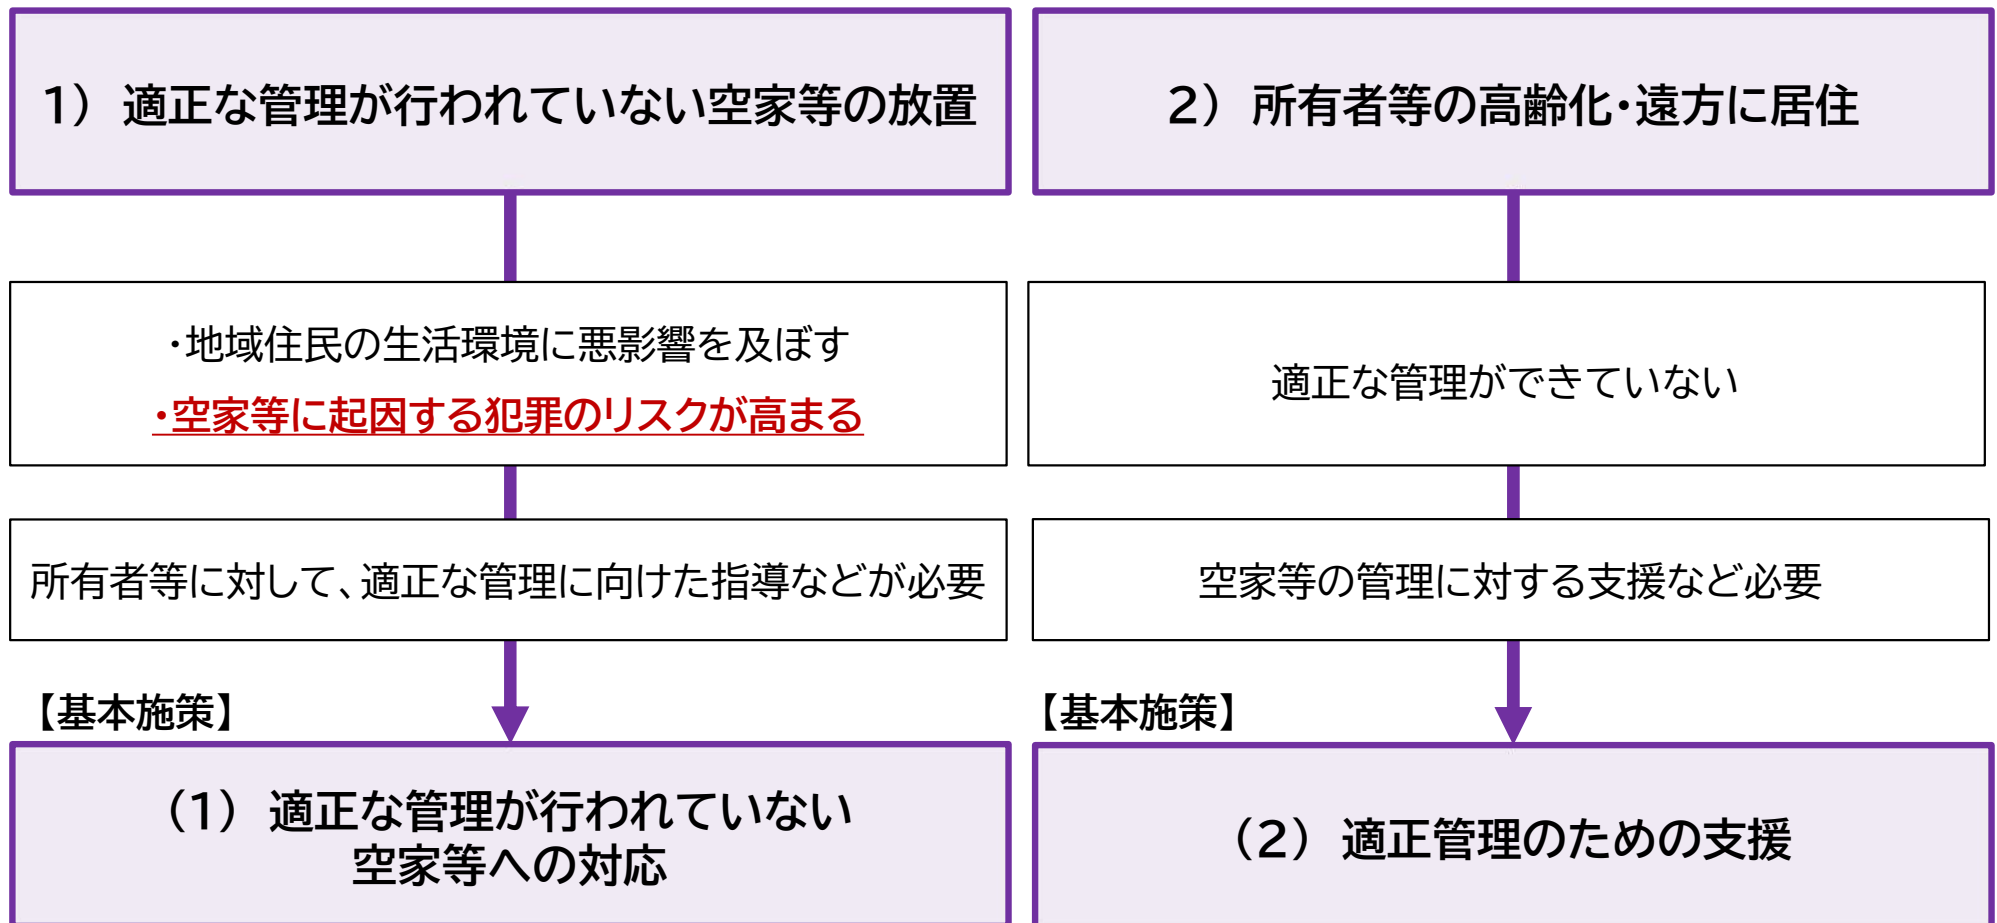 1） 適正な管理が行われていない空家等の放置
・地域住民の生活環境に悪影響を及ぼす
・空家等に起因する犯罪のリスクが高まる
所有者等に対して、適正な管理に向けた指導などが必要
【基本施策】
（1） 適正な管理が行われていない
空家等への対応
2） 所有者等の高齢化・遠方に居住
適正な管理ができていない
空家等の管理に対する支援など必要
【基本施策】
（2） 適正管理のための支援